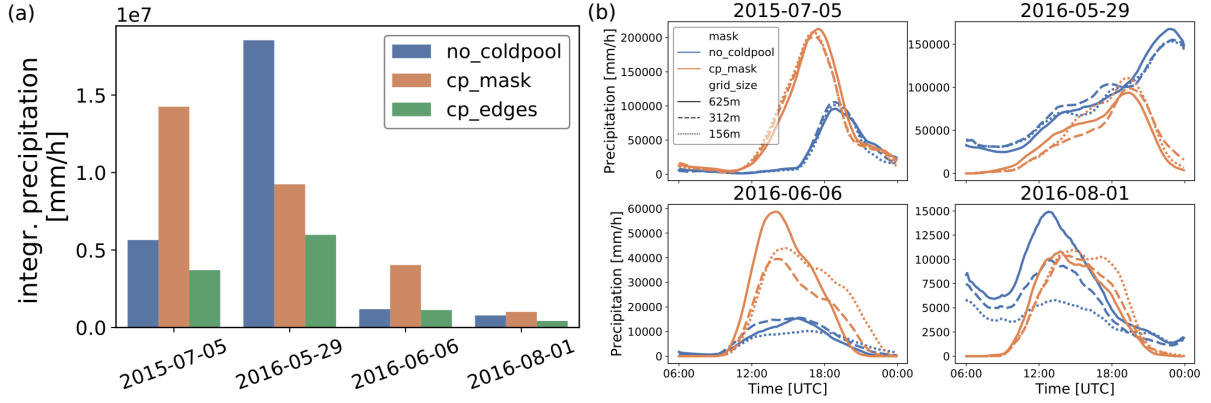 (a)
1e7
integr. precipitation
[mm/h]
1.5
1.0
0.5
0.0
no_coldpool
cp_mask
cp_edges
2015-07-05
2016-05-29
2016-06-06
2016-08-01
(b)
2015-07-05
Precipitation [mm/h]
200000
150000
100000
50000
0
mask
no_coldpool
cp_mask
grid_size
625m
312m
156m
2016-05-29
150000
100000
50000
0
2016-06-06
Precipitation [mm/h]
60000
50000
40000
30000
20000
10000
0
06:00
12:00
18:00
00:00
Time [UTC]
2016-08-01
15000
12500
10000
7500
5000
2500
0
06:00
12:00
18:00
00:00
Time [UTC]